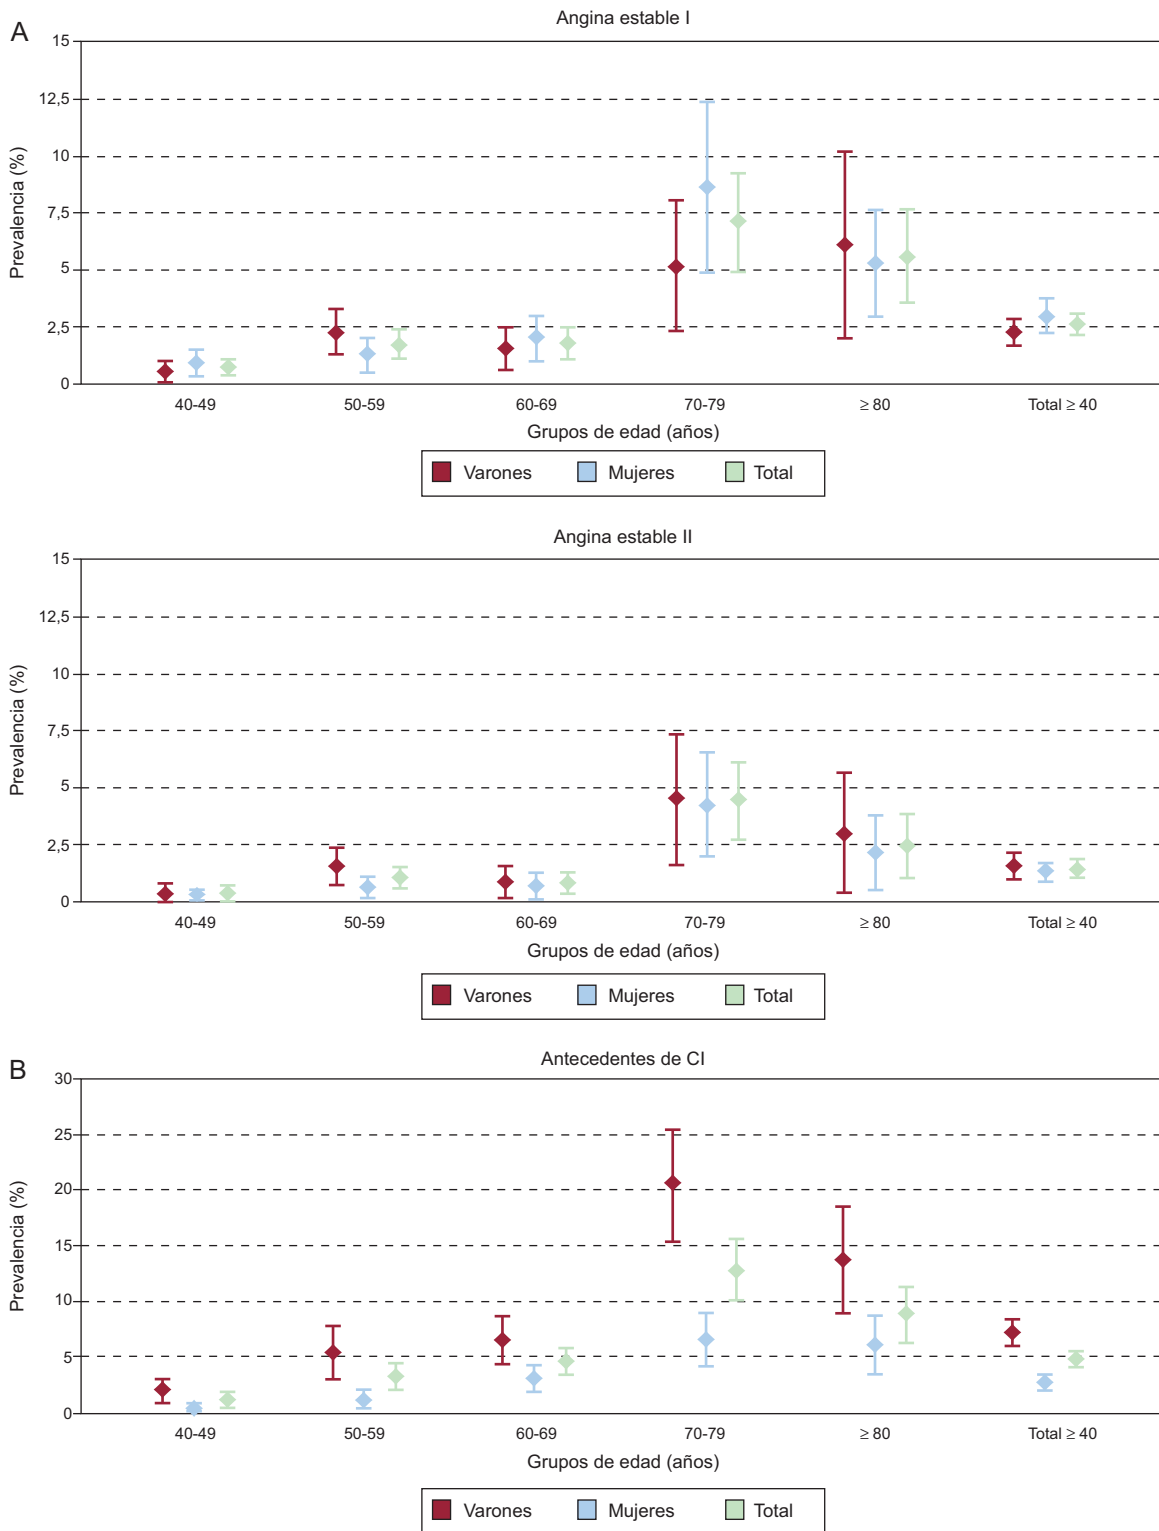 A
Angina estable I
Prevalencia (%)
15
12,5
10
7,5
5
2,5
0
40-49 50-59 60-69 70-79 ≥ 80 Total ≥ 40
Grupos de edad (años)
Varones Mujeres Total
Angina estable II
Prevalencia (%)
15
12,5
10
7,5
5
2,5
0
40-49 50-59 60-69 70-79 ≥ 80 Total ≥ 40
Grupos de edad (años)
Varones Mujeres Total
B
Antecedentes de CI
Prevalencia (%)
30
25
20
15
10
5
0
40-49 50-59 60-69 70-79 ≥ 80 Total ≥ 40
Grupos de edad (años)
Varones Mujeres Total